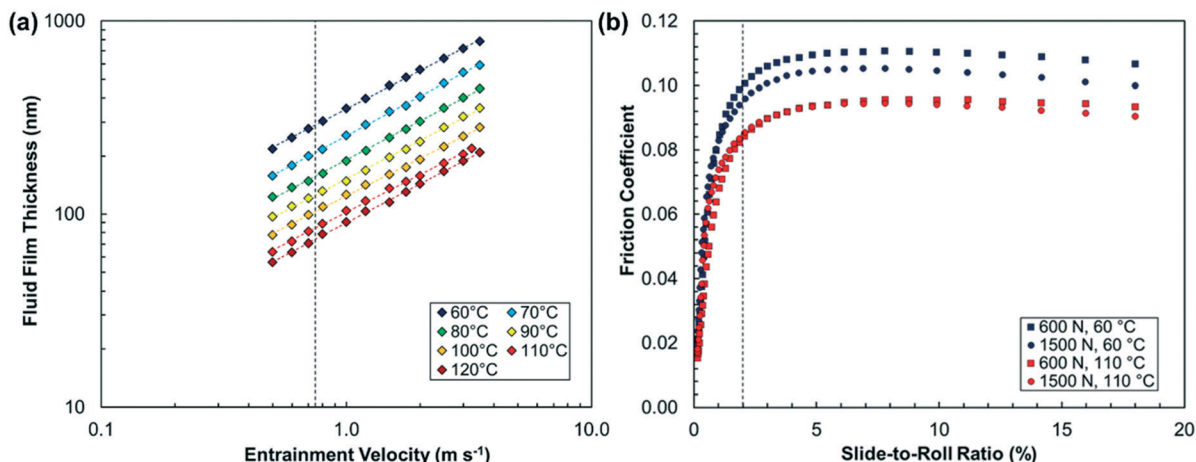 (a)
1000
100
10
0.1
1.0
10.0
Fluid Film Thickness (nm)
Entrainment Velocity (m s⁻¹)
60°C 70°C
80°C 90°C
100°C 110°C
120°C
(b)
0.12
0.10
0.08
0.06
0.04
0.02
0.00
0
5
10
15
20
Friction Coefficient
Slide-to-Roll Ratio (%)
600 N, 60 °C
1500 N, 60 °C
600 N, 110 °C
1500 N, 110 °C